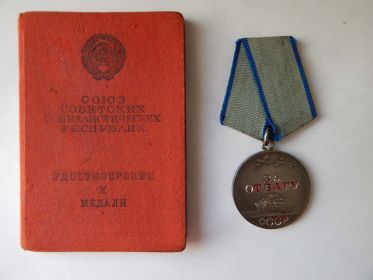 СОЮЗ
СОВЕТСКИХ
СОЦИАЛИСТИЧЕСКИХ
РЕСПУБЛИК
УДОСТОВЕРЕНИЕ
К
МЕДАЛИ
ЗА
ОТВАГУ
СССР